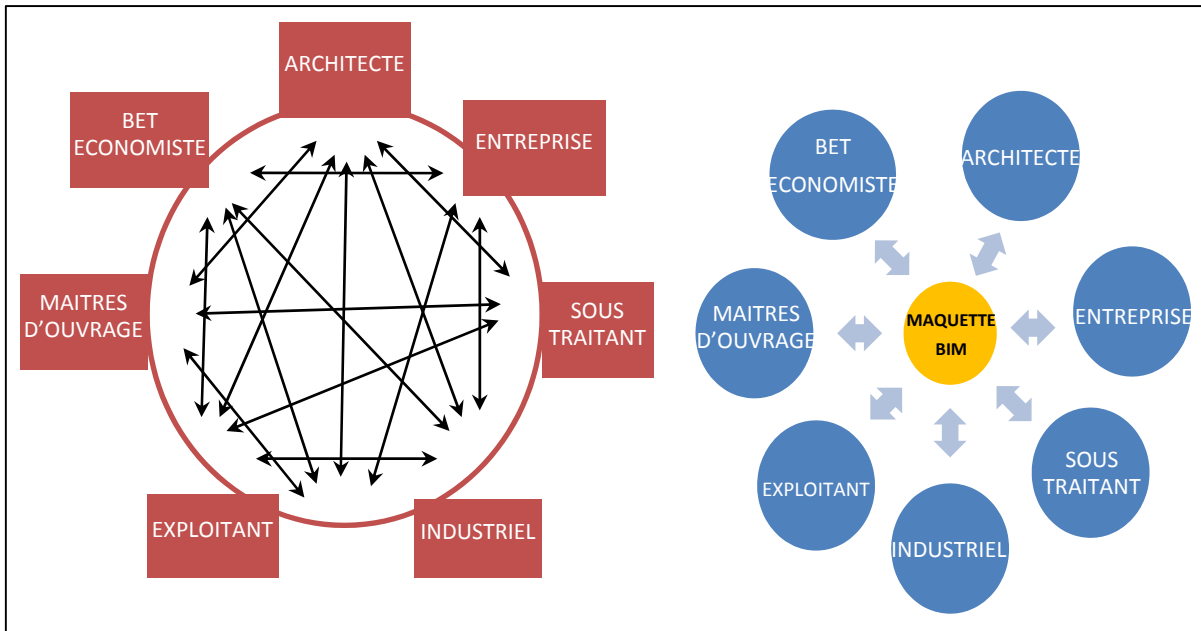 ARCHITECTE
BET
ECONOMISTE
ENTREPRISE
MAITRES
D’OUVRAGE
SOUS
TRAITANT
EXPLOITANT
INDUSTRIEL
BET
ECONOMISTE
ARCHITECTE
MAITRES
D’OUVRAGE
MAQUETTE
BIM
ENTREPRISE
EXPLOITANT
SOUS
TRAITANT
INDUSTRIEL